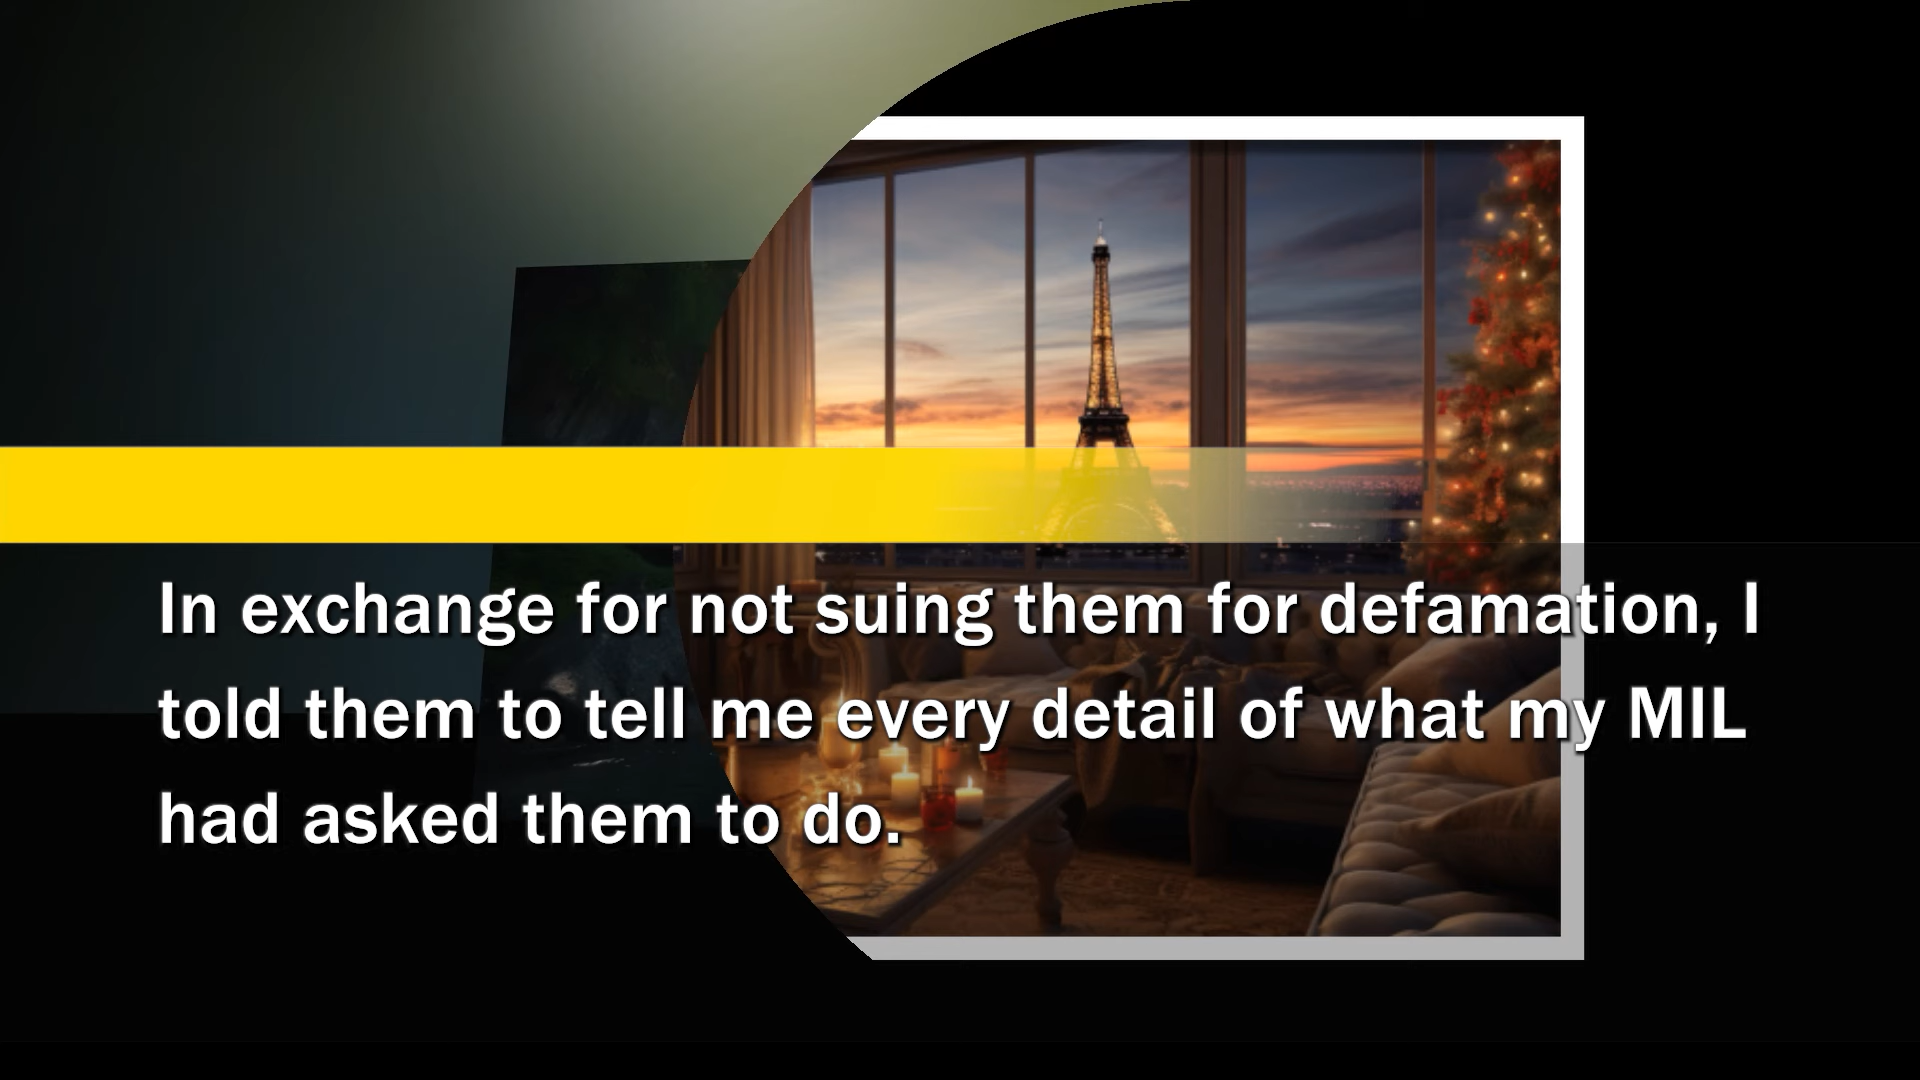 In exchange for not suing them for defamation, I
told them to tell me every detail of what my MIL
had asked them to do.